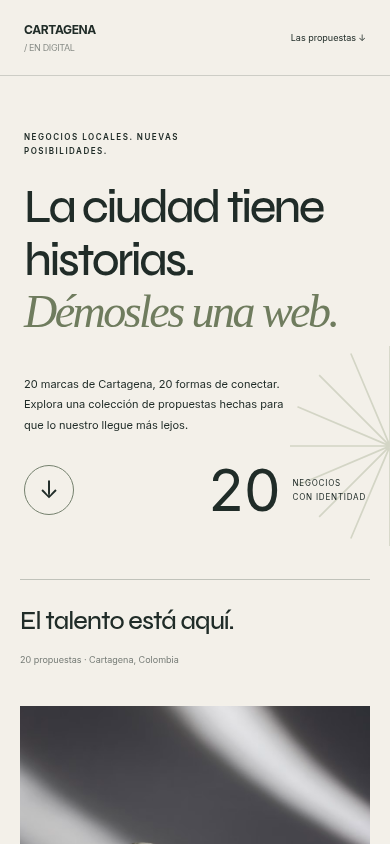 CARTAGENA
/ EN DIGITAL
Las propuestas ↓
NEGOCIOS LOCALES. NUEVAS
POSIBILIDADES.
La ciudad tiene
historias.
Démosles una web.
20 marcas de Cartagena, 20 formas de conectar.
Explora una colección de propuestas hechas para
que lo nuestro llegue más lejos.
20
NEGOCIOS
CON IDENTIDAD
El talento está aquí.
20 propuestas · Cartagena, Colombia